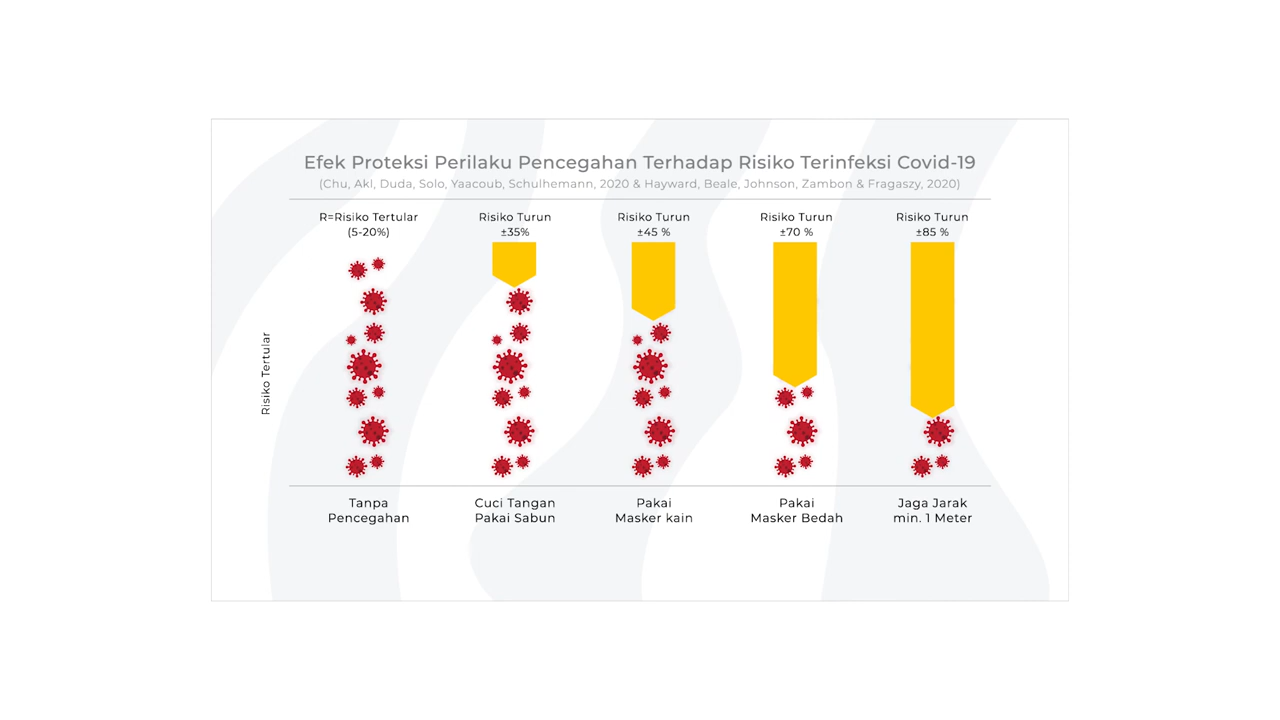 Efek Proteksi Perilaku Pencegahan Terhadap Risiko Terinfeksi Covid-19
(Chu, Akl, Duda, Solo, Yaacoub, Schulhemann, 2020 & Hayward, Beale, Johnson, Zambon & Fragaszy, 2020)
R=Risiko Tertular
(5-20%)
Risiko Turun
±35%
Risiko Turun
±45 %
Risiko Turun
±70 %
Risiko Turun
±85 %
Risiko Tertular
Tanpa
Pencegahan
Cuci Tangan
Pakai Sabun
Pakai
Masker kain
Pakai
Masker Bedah
Jaga Jarak
min. 1 Meter